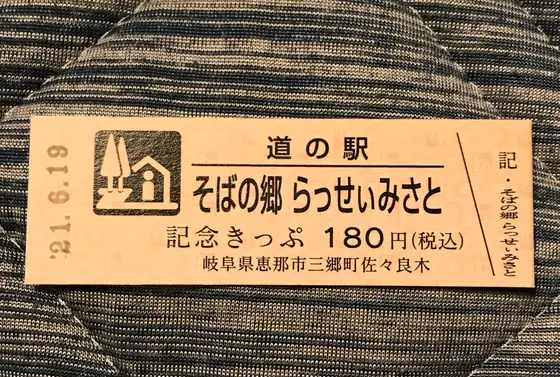 '21.6.19
道の駅
そばの郷 らっせぃみさと
記念きっぷ 180円(税込)
岐阜県恵那市三郷町佐々良木
記・そばの郷らっせぃみさと